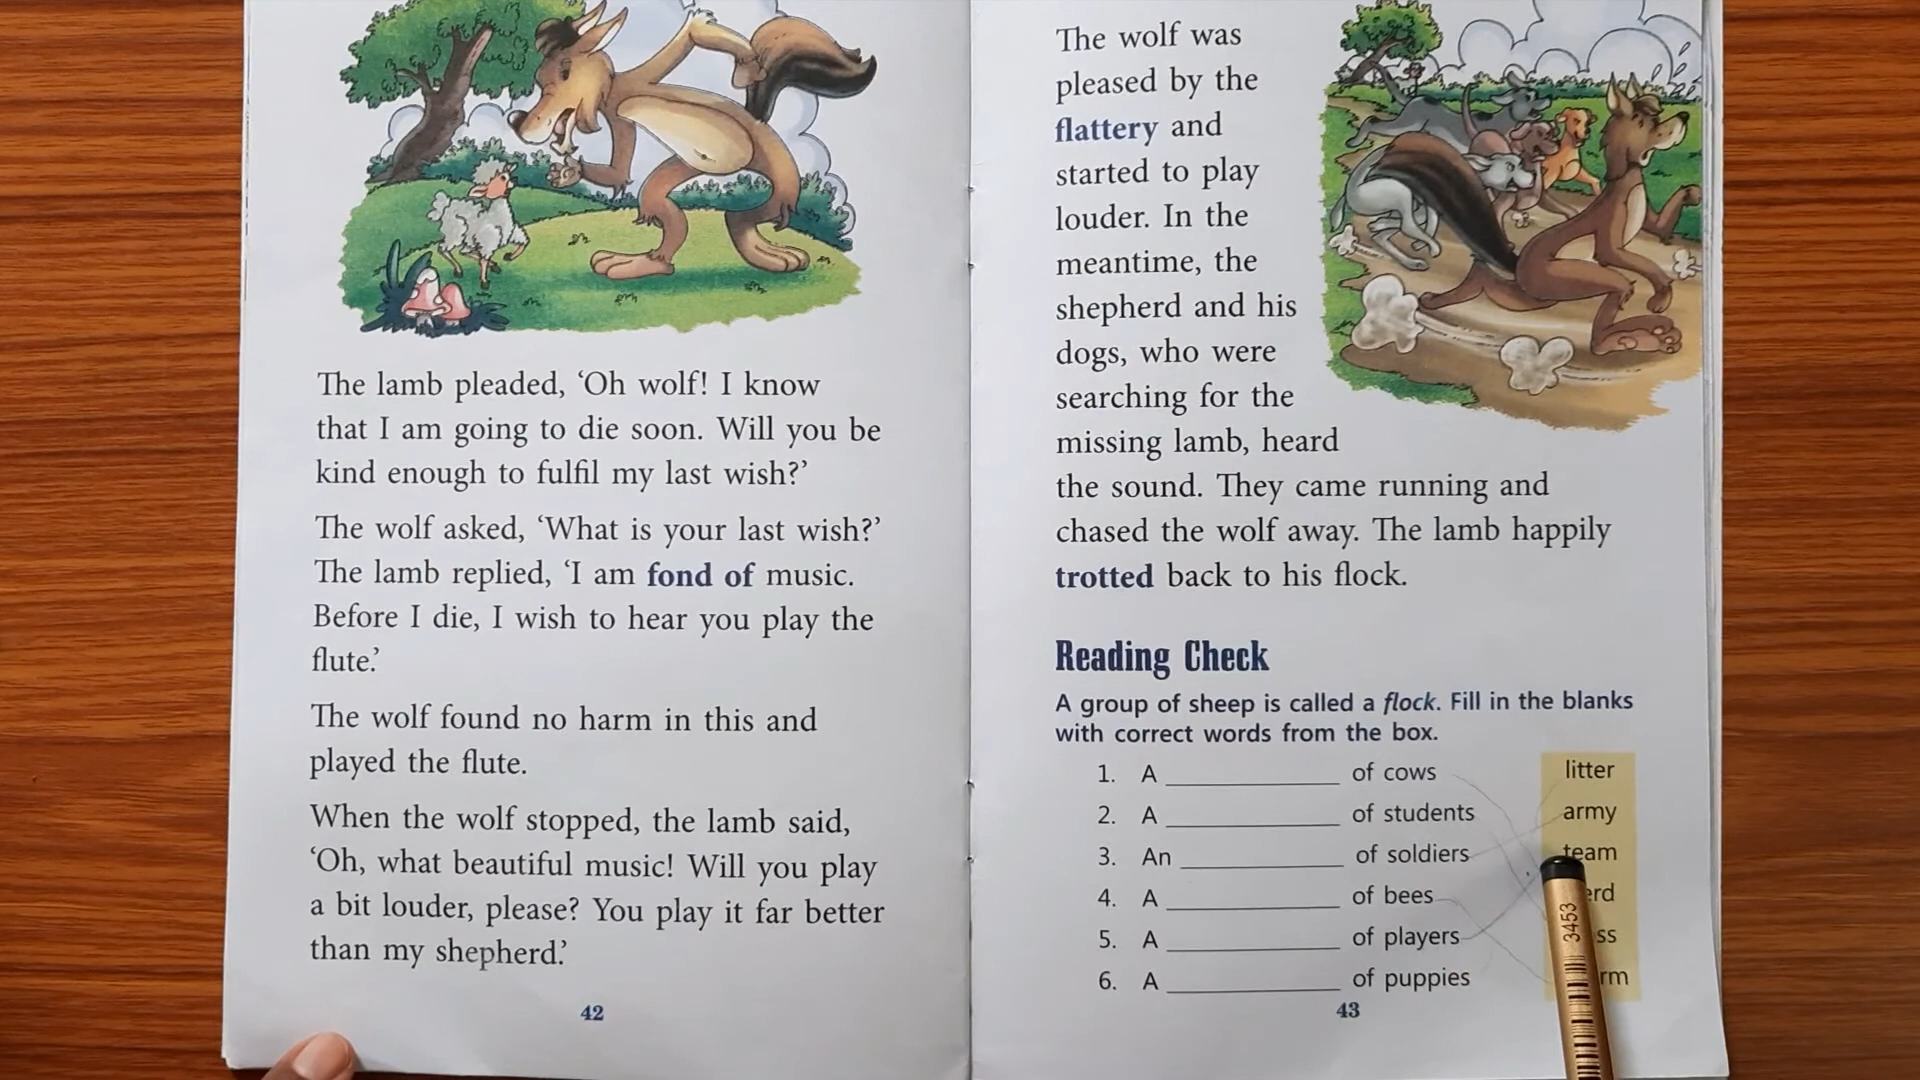 The lamb pleaded, ‘Oh wolf! I know
that I am going to die soon. Will you be
kind enough to fulfil my last wish?’
The wolf asked, ‘What is your last wish?’
The lamb replied, ‘I am fond of music.
Before I die, I wish to hear you play the
flute.’
The wolf found no harm in this and
played the flute.
When the wolf stopped, the lamb said,
‘Oh, what beautiful music! Will you play
a bit louder, please? You play it far better
than my shepherd.’
42
The wolf was
pleased by the
flattery and
started to play
louder. In the
meantime, the
shepherd and his
dogs, who were
searching for the
missing lamb, heard
the sound. They came running and
chased the wolf away. The lamb happily
trotted back to his flock.
Reading Check
A group of sheep is called a flock. Fill in the blanks
with correct words from the box.
1. A ____________ of cows
2. A ____________ of students
3. An ____________ of soldiers
4. A ____________ of bees
5. A ____________ of players
6. A ____________ of puppies
litter
army
team
43
3453